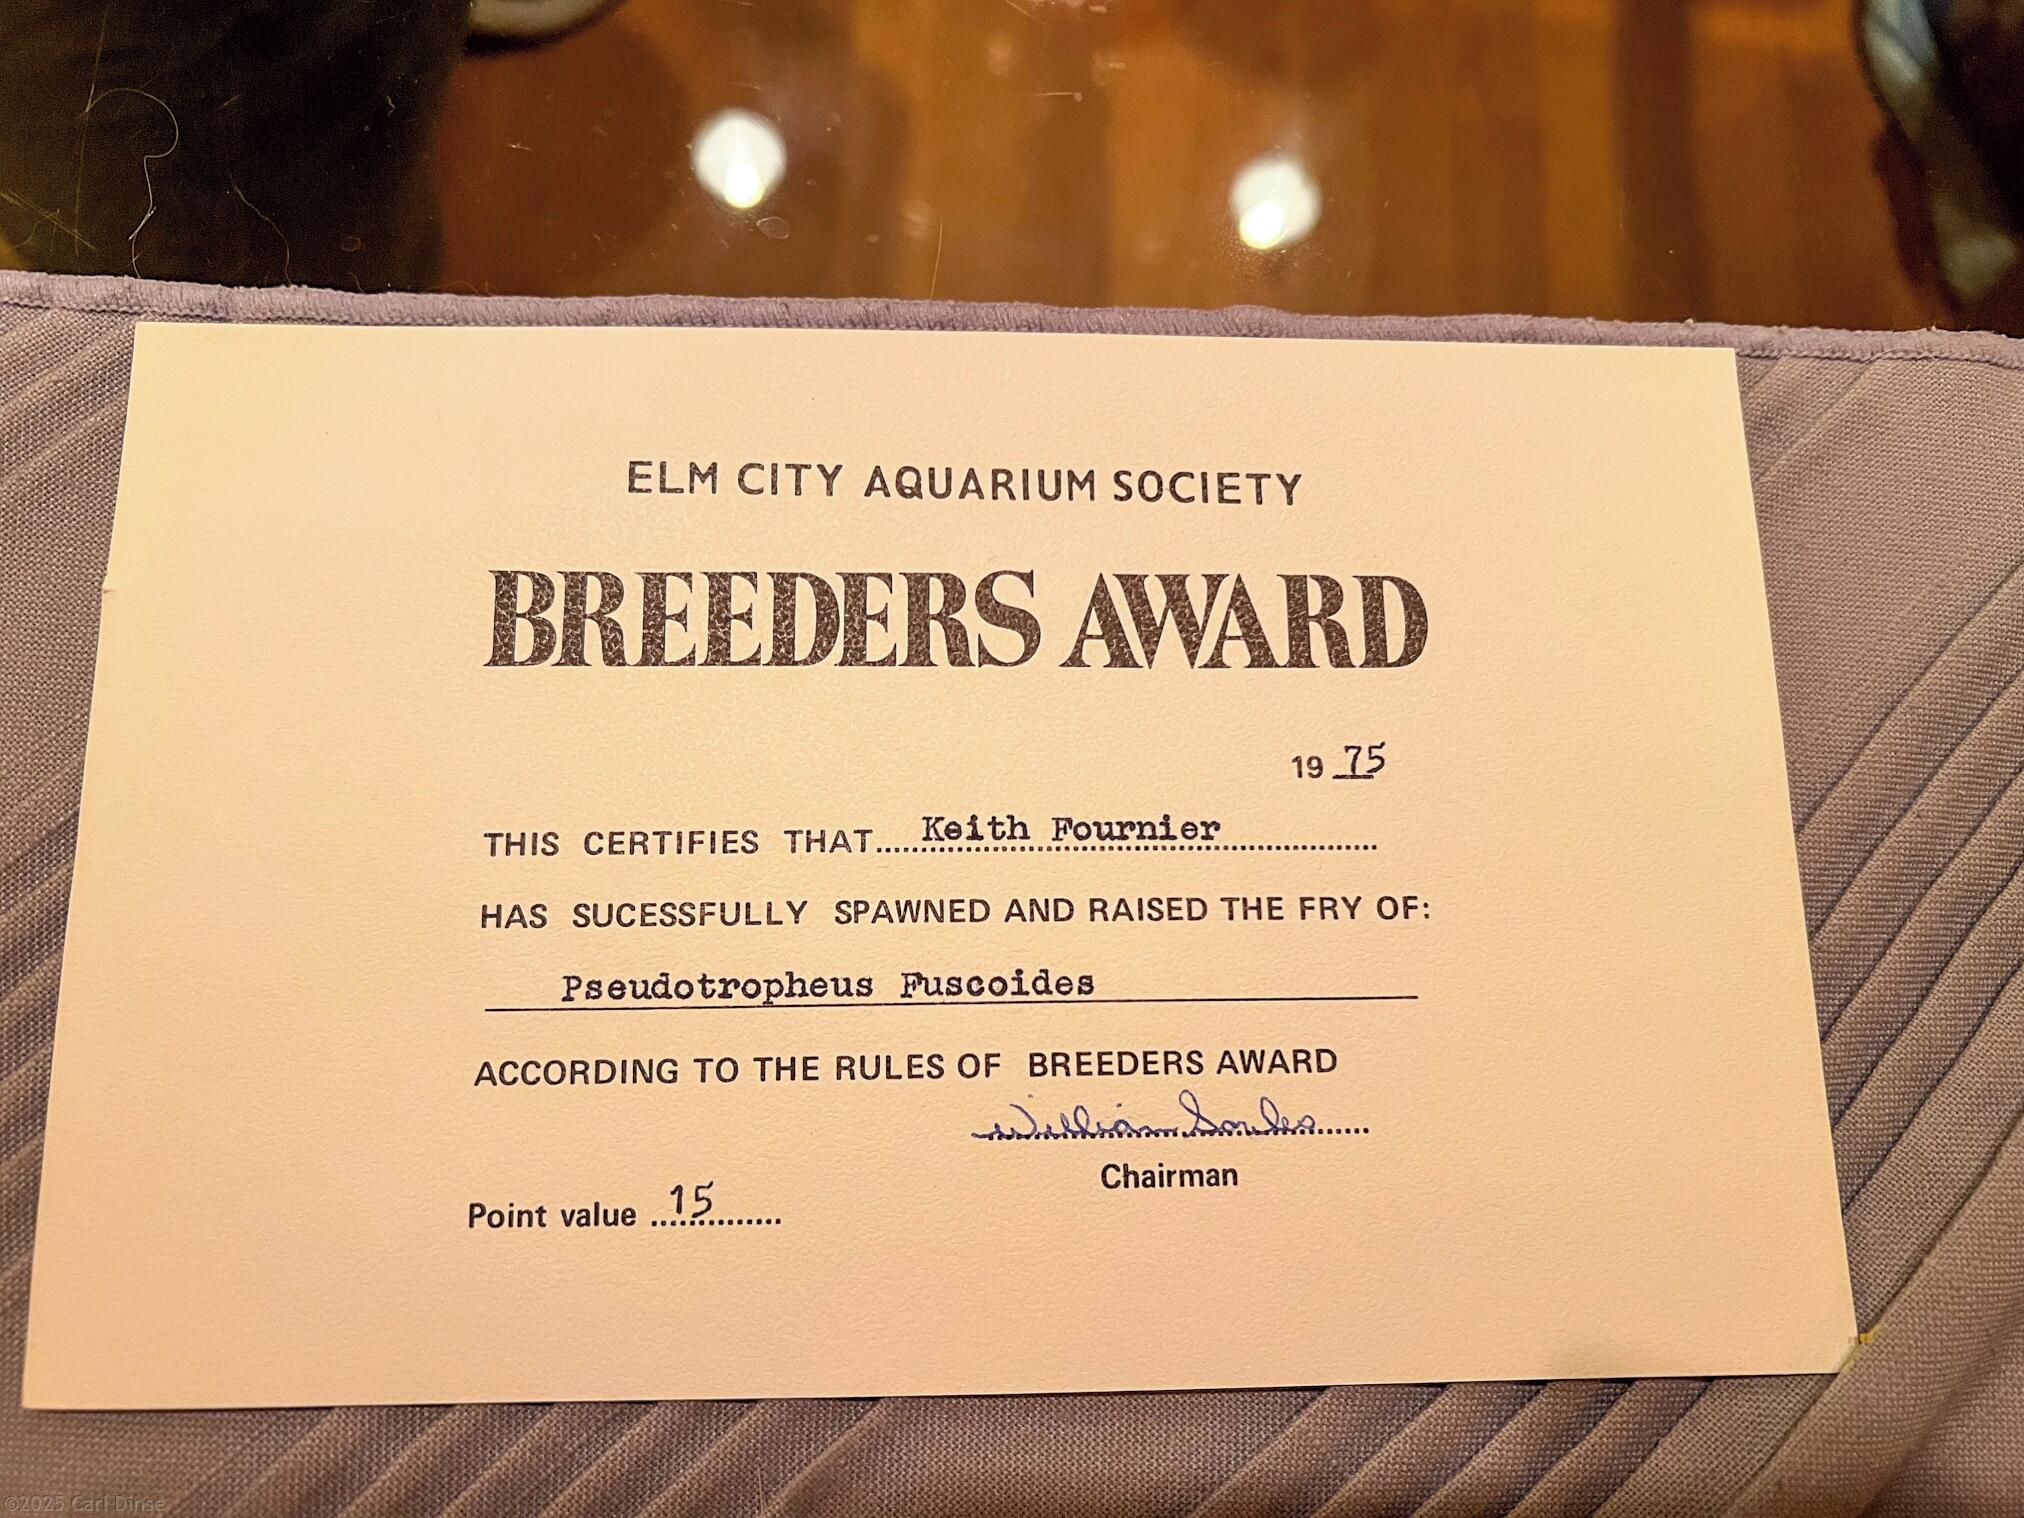 ELM CITY AQUARIUM SOCIETY
BREEDERS AWARD
19 75
THIS CERTIFIES THAT Keith Fournier
HAS SUCESSFULLY SPAWNED AND RAISED THE FRY OF:
Pseudotropheus Fuscoides
ACCORDING TO THE RULES OF BREEDERS AWARD
William
Chairman
Point value 15
©2025 Carl Dinse